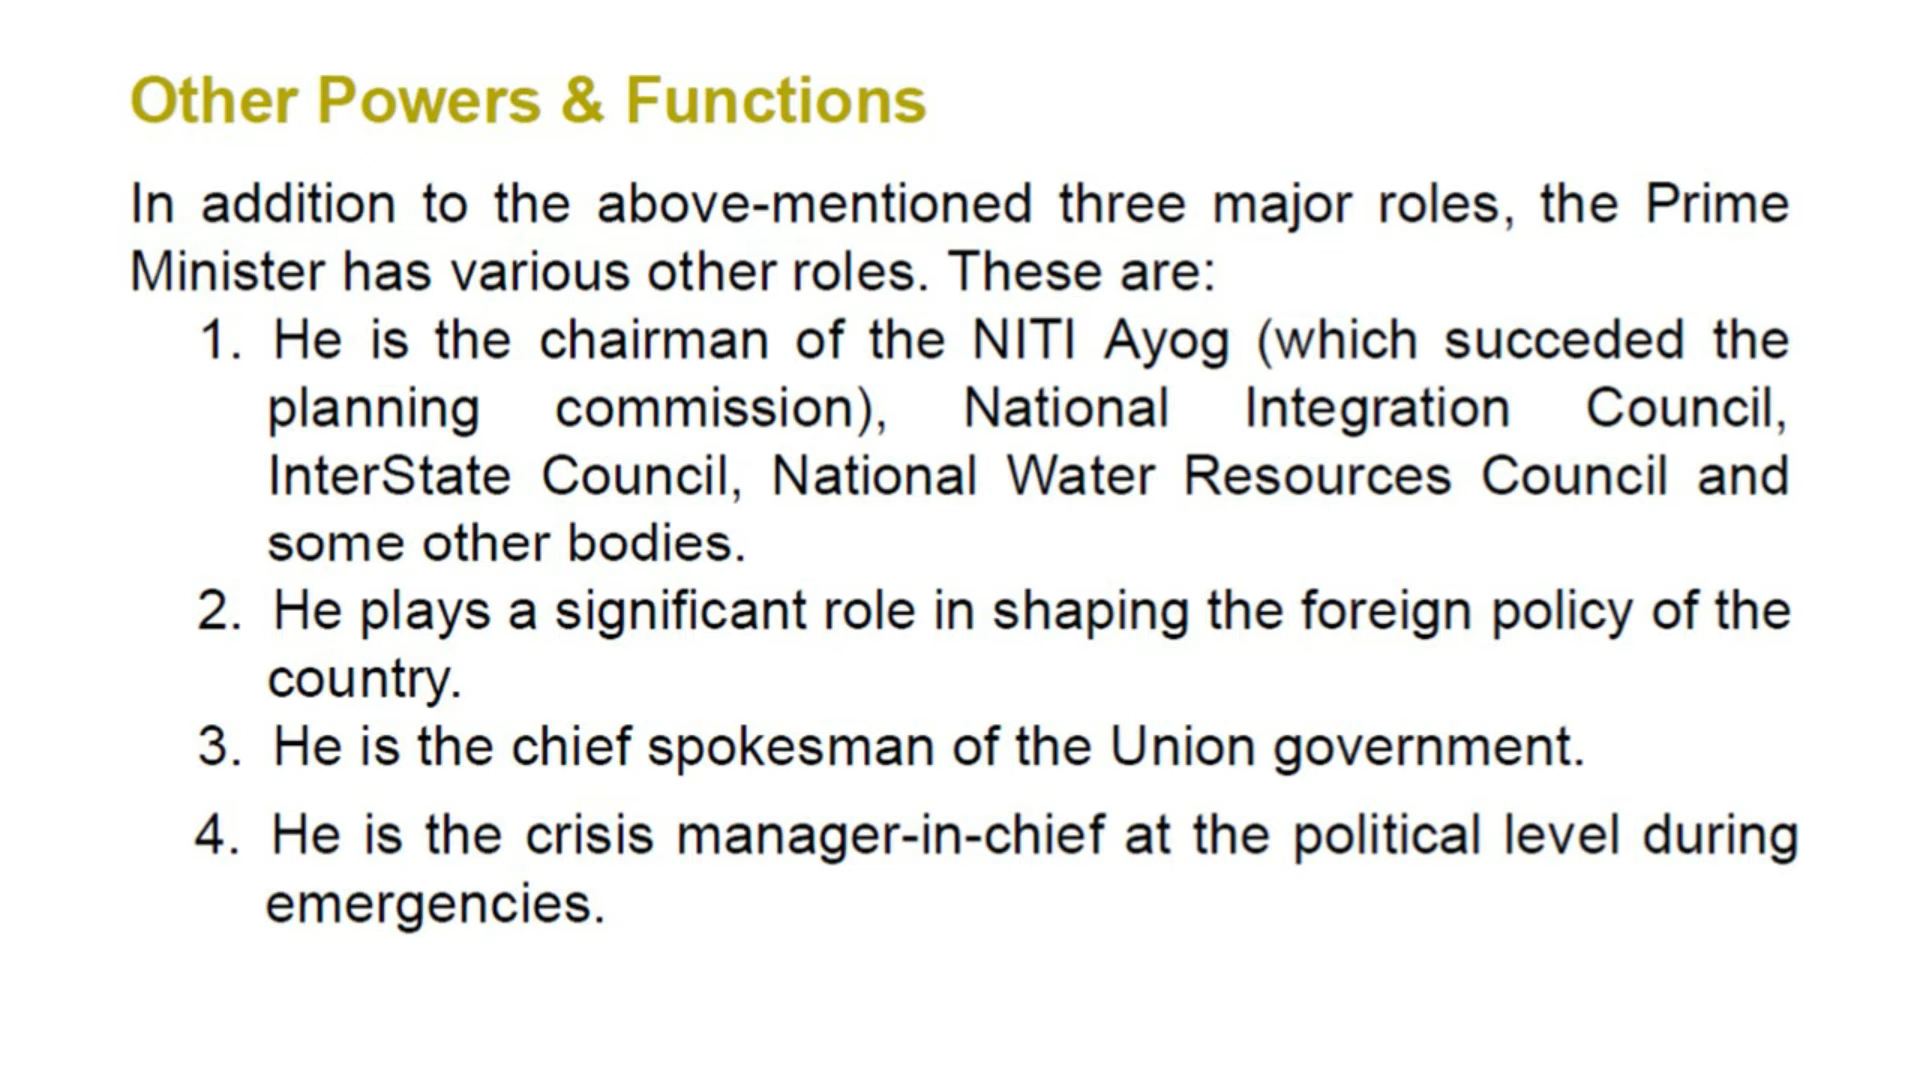 Other Powers & Functions
In addition to the above-mentioned three major roles, the Prime
Minister has various other roles. These are:
1. He is the chairman of the NITI Ayog (which succeded the
planning commission), National Integration Council,
InterState Council, National Water Resources Council and
some other bodies.
2. He plays a significant role in shaping the foreign policy of the
country.
3. He is the chief spokesman of the Union government.
4. He is the crisis manager-in-chief at the political level during
emergencies.